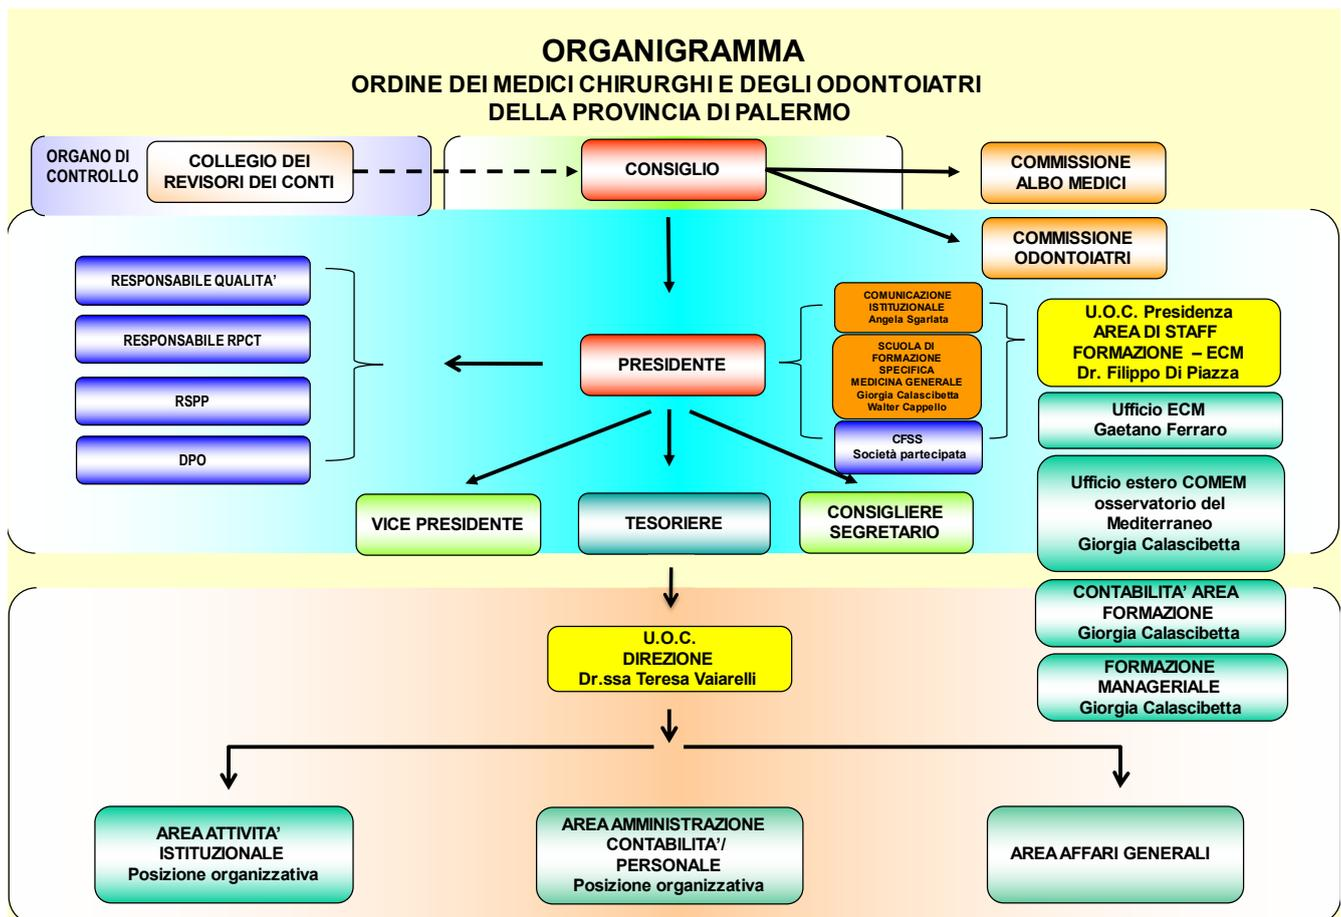 ORGANIGRAMMA
ORDINE DEI MEDICI CHIRURGHI E DEGLI ODONTOIATRI
DELLA PROVINCIA DI PALERMO
ORGANO DI
CONTROLLO
COLLEGIO DEI
REVISORI DEI CONTI
CONSIGLIO
COMMISSIONE
ALBO MEDICI
COMMISSIONE
ODONTOIATRI
RESPONSABILE QUALITA'
RESPONSABILE RPCT
RSPP
DPO
PRESIDENTE
COMUNICAZIONE
ISTITUZIONALE
Angela Sgarlata
SCUOLA DI
FORMAZIONE
SPECIFICA
MEDICINA GENERALE
Giorgia Calascibetta
Walter Cappello
CFSS
Società partecipata
U.O.C. Presidenza
AREA DI STAFF
FORMAZIONE – ECM
Dr. Filippo Di Piazza
Ufficio ECM
Gaetano Ferraro
Ufficio estero COMEM
osservatorio del
Mediterraneo
Giorgia Calascibetta
CONTABILITA' AREA
FORMAZIONE
Giorgia Calascibetta
FORMAZIONE
MANAGERIALE
Giorgia Calascibetta
VICE PRESIDENTE
TESORIERE
CONSIGLIERE
SEGRETARIO
U.O.C.
DIREZIONE
Dr.ssa Teresa Vaiarelli
AREA ATTIVITA'
ISTITUZIONALE
Posizione organizzativa
AREA AMMINISTRAZIONE
CONTABILITA'/
PERSONALE
Posizione organizzativa
AREA AFFARI GENERALI